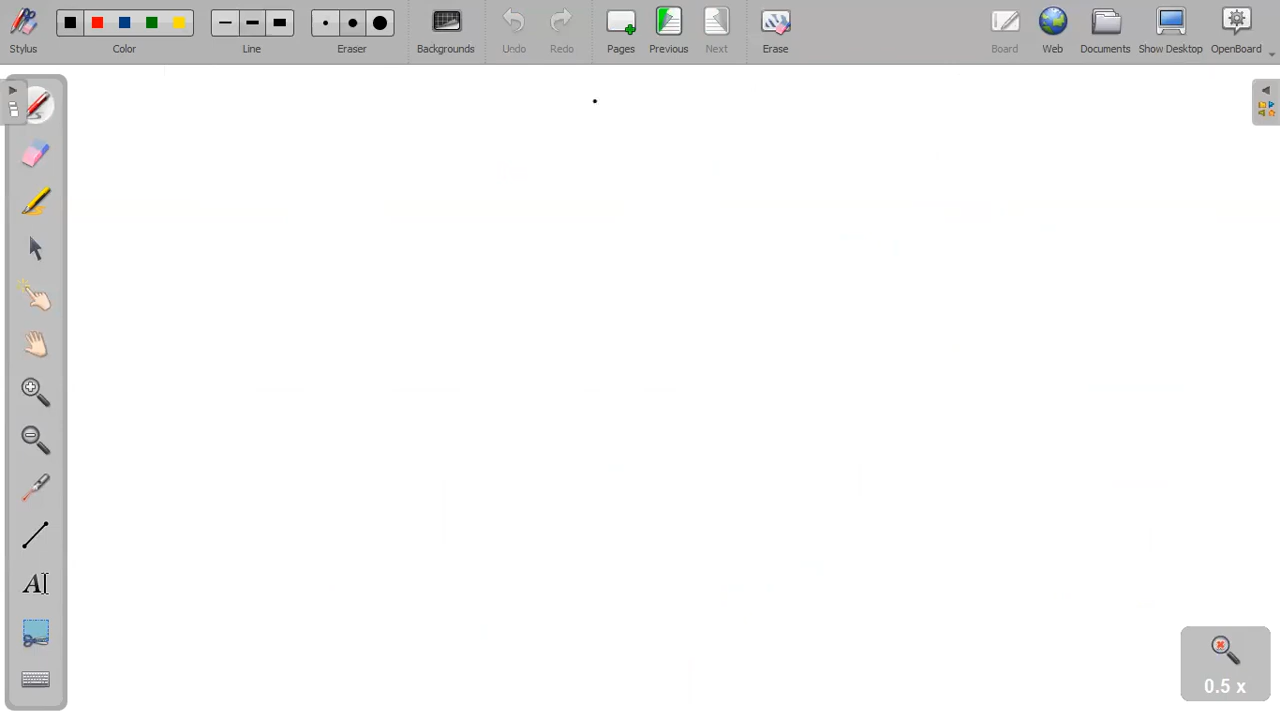 Stylus
Color
Line
Eraser
Backgrounds
Undo
Redo
Pages
Previous
Next
Erase
Board
Web
Documents
Show Desktop
OpenBoard
A
0.5 x